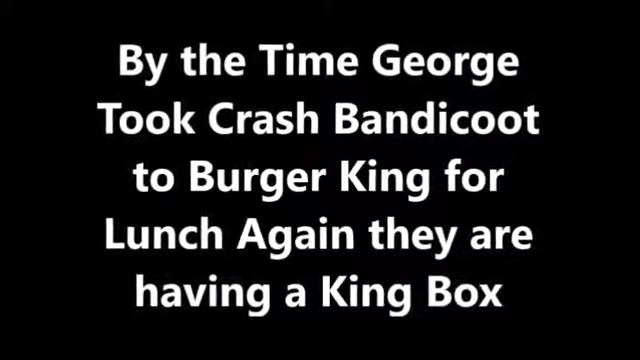 By the Time George
Took Crash Bandicoot
to Burger King for
Lunch Again they are
having a King Box